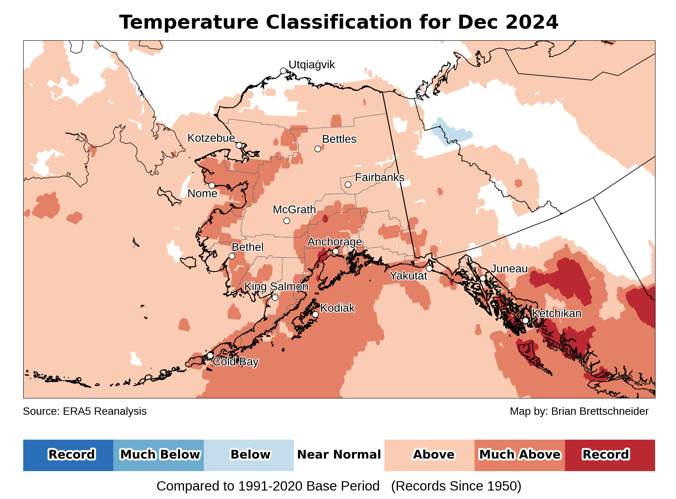 Temperature Classification for Dec 2024
Utqiaġvik
Kotzebue
Bettles
Fairbanks
Nome
McGrath
Anchorage
Bethel
Yakutat
Juneau
King Salmon
Kodiak
Ketchikan
Cold Bay
Source: ERA5 Reanalysis
Map by: Brian Brettschneider
Record Much Below Below Near Normal Above Much Above Record
Compared to 1991-2020 Base Period (Records Since 1950)